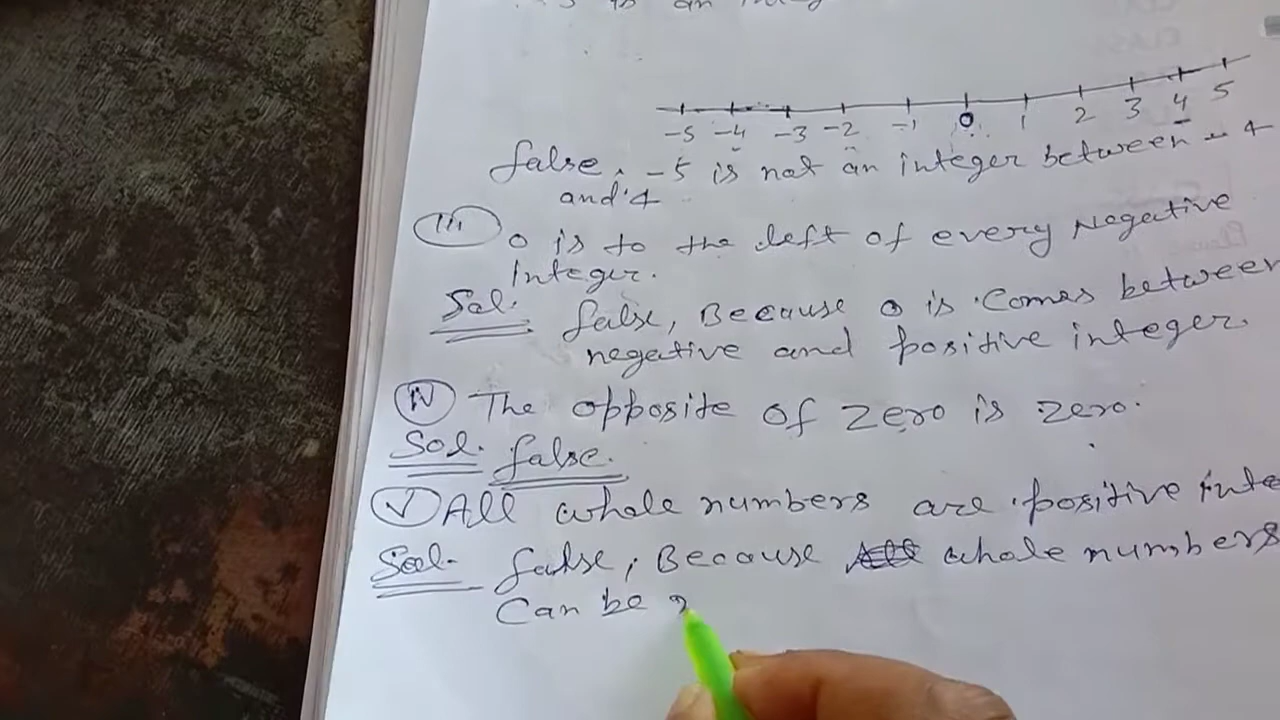 is an
-5 -4 -3 -2 -1 0 1 2 3 4 5
false. -5 is not an integer between -4
and 4
III 0 is to the left of every Negative
Integer.
Sol. false, Because 0 is Comes between
negative and positive integer.
IV The opposite of zero is zero.
Sol. false.
V All whole numbers are positive inte
Sol. false, Because whole numbers
Can be